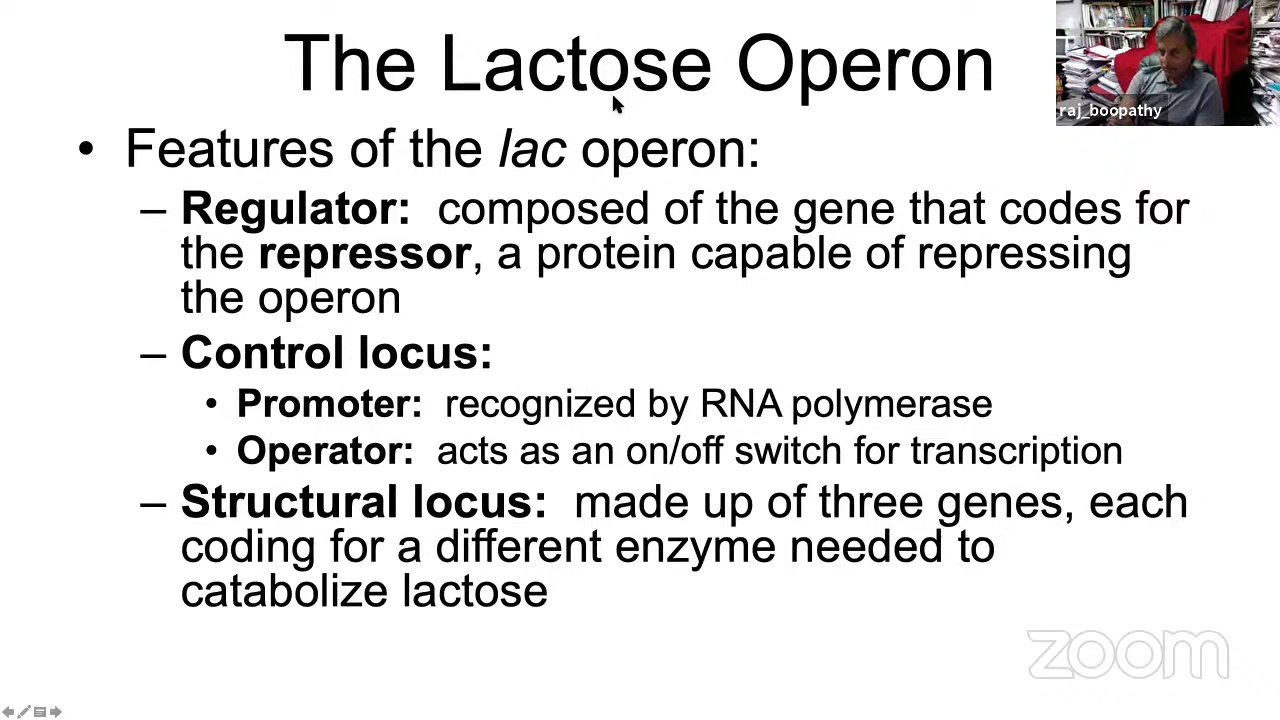 The Lactose Operon
raj_boopathy
• Features of the lac operon:
– Regulator: composed of the gene that codes for
the repressor, a protein capable of repressing
the operon
– Control locus:
• Promoter: recognized by RNA polymerase
• Operator: acts as an on/off switch for transcription
– Structural locus: made up of three genes, each
coding for a different enzyme needed to
catabolize lactose
zoom